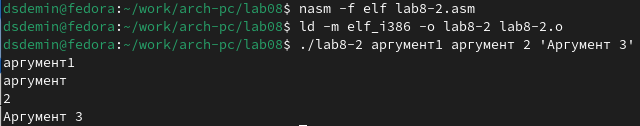 dsdemin@fedora:~/work/arch-pc/lab08$ nasm -f elf lab8-2.asm
dsdemin@fedora:~/work/arch-pc/lab08$ ld -m elf_i386 -o lab8-2 lab8-2.o
dsdemin@fedora:~/work/arch-pc/lab08$ ./lab8-2 аргумент1 аргумент 2 'Аргумент 3'
аргумент1
аргумент
2
Аргумент 3